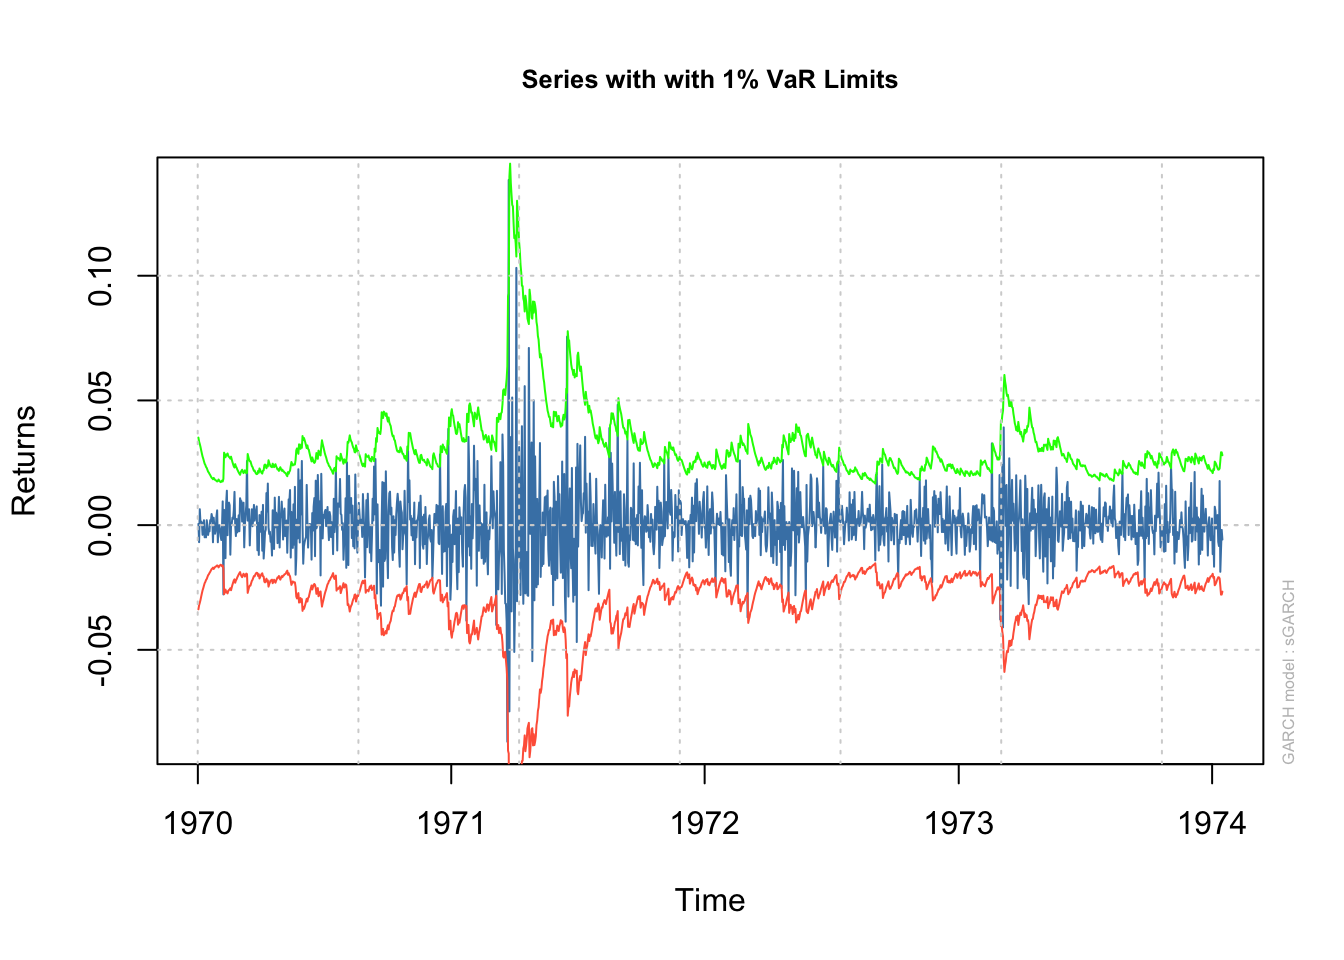 Series with with 1% VaR Limits
Returns
0.10
0.05
0.00
-0.05
1970 1971 1972 1973 1974
Time
GARCH model : sGARCH